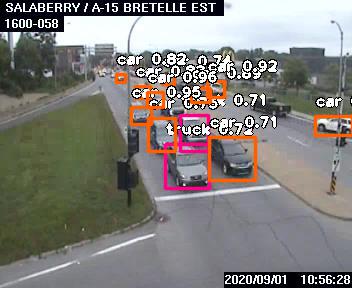 SALABERRY / A-15 BRETELLE EST
1600-058
car 0.82
car 0.92
car 0.96
car 0.95
car 0.71
truck 0.72
car 0.71
2020/09/01 10:56:28